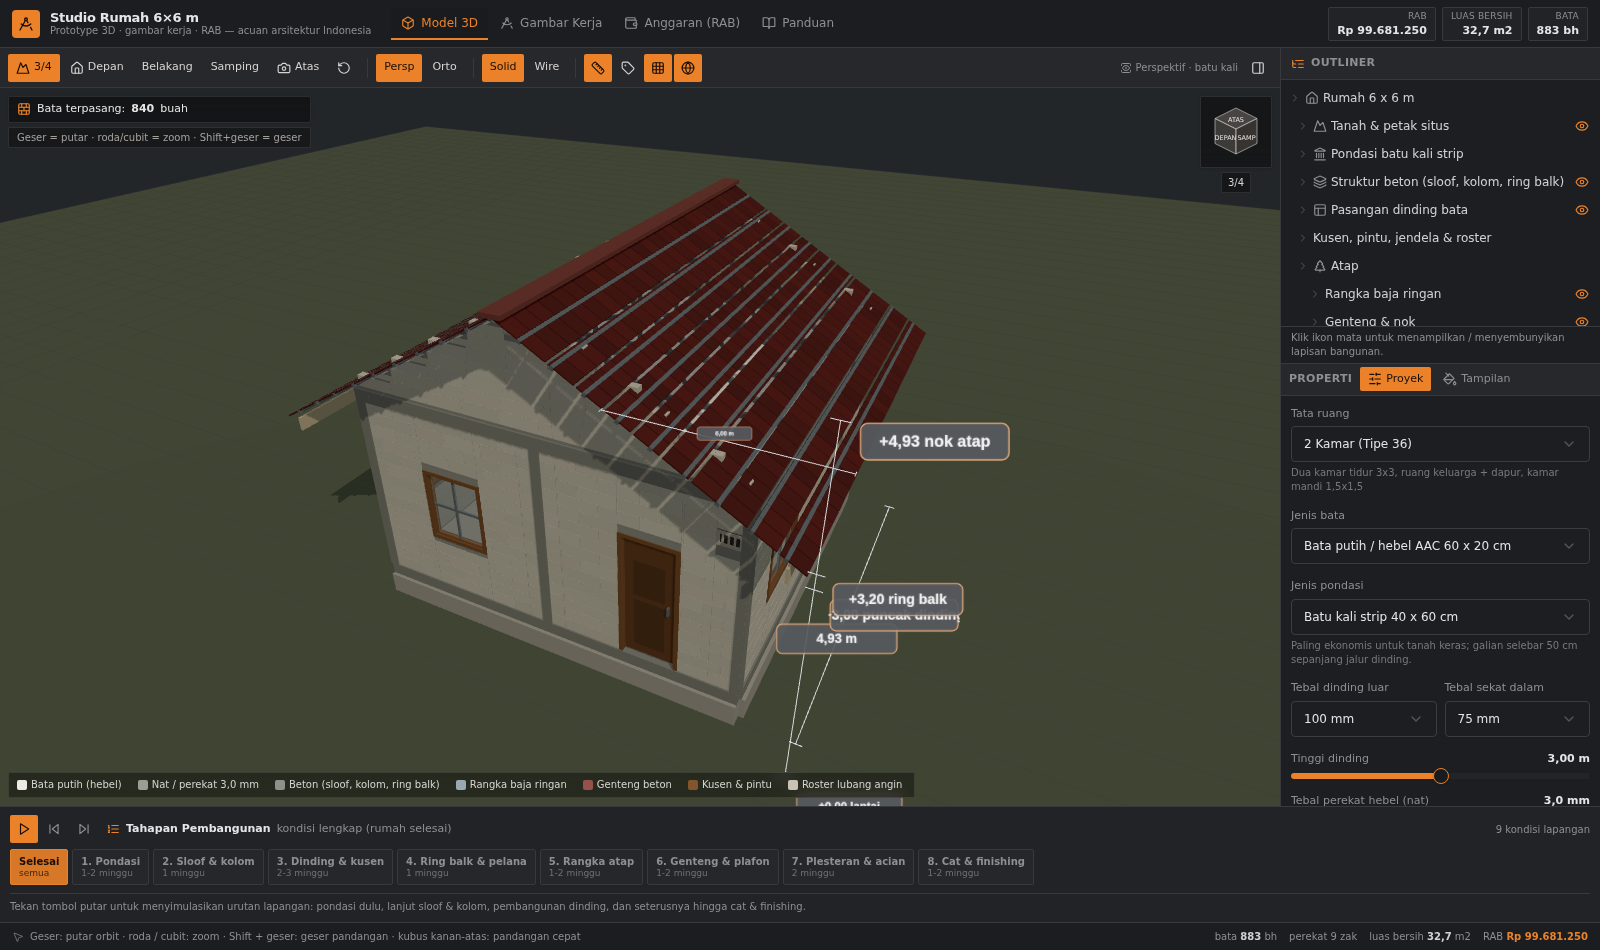 Studio Rumah 6×6 m
Prototype 3D · gambar kerja · RAB — acuan arsitektur Indonesia
Model 3D
Gambar Kerja
Anggaran (RAB)
Panduan
RAB
Rp 99.681.250
LUAS BERSIH
32,7 m2
BATA
883 bh
3/4
Depan
Belakang
Samping
Atas
Persp
Orto
Solid
Wire
Perspektif · batu kali
Bata terpasang: 840 buah
Geser = putar · roda/cubit = zoom · Shift+geser = geser
ATAS
DEPAN
SAMP
3/4
6,00 m
+4,93 nok atap
+3,20 ring balk
+3,00 puncak dinding
4,93 m
+0,00 lantai
Bata putih (hebel)
Nat / perekat 3,0 mm
Beton (sloof, kolom, ring balk)
Rangka baja ringan
Genteng beton
Kusen & pintu
Roster lubang angin
OUTLINER
Rumah 6 x 6 m
Tanah & petak situs
Pondasi batu kali strip
Struktur beton (sloof, kolom, ring balk)
Pasangan dinding bata
Kusen, pintu, jendela & roster
Atap
Rangka baja ringan
Genteng & nok
Klik ikon mata untuk menampilkan / menyembunyikan
lapisan bangunan.
PROPERTI
Proyek
Tampilan
Tata ruang
2 Kamar (Tipe 36)
Dua kamar tidur 3x3, ruang keluarga + dapur, kamar
mandi 1,5x1,5
Jenis bata
Bata putih / hebel AAC 60 x 20 cm
Jenis pondasi
Batu kali strip 40 x 60 cm
Paling ekonomis untuk tanah keras; galian selebar 50 cm
sepanjang jalur dinding.
Tebal dinding luar
Tebal sekat dalam
100 mm
75 mm
Tinggi dinding
3,00 m
Tebal perekat hebel (nat)
3,0 mm
Tahapan Pembangunan kondisi lengkap (rumah selesai)
9 kondisi lapangan
Selesai
semua
1. Pondasi
1-2 minggu
2. Sloof & kolom
1 minggu
3. Dinding & kusen
2-3 minggu
4. Ring balk & pelana
1 minggu
5. Rangka atap
1-2 minggu
6. Genteng & plafon
1-2 minggu
7. Plesteran & acian
2 minggu
8. Cat & finishing
1-2 minggu
Tekan tombol putar untuk menyimulasikan urutan lapangan: pondasi dulu, lanjut sloof & kolom, pembangunan dinding, dan seterusnya hingga cat & finishing.
Geser: putar orbit · roda / cubit: zoom · Shift + geser: geser pandangan · kubus kanan-atas: pandangan cepat
bata 883 bh
perekat 9 zak
luas bersih 32,7 m2
RAB Rp 99.681.250